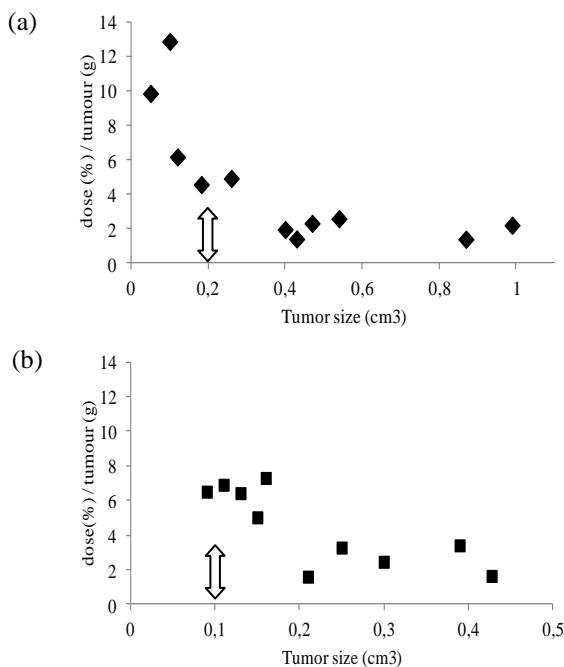 (a)
dose (%) / tumour (g)
14
12
10
8
6
4
2
0
0 0,2 0,4 0,6 0,8 1
Tumor size (cm3)
(b)
dose(%) / tumour (g)
14
12
10
8
6
4
2
0
0 0,1 0,2 0,3 0,4 0,5
Tumor size (cm3)